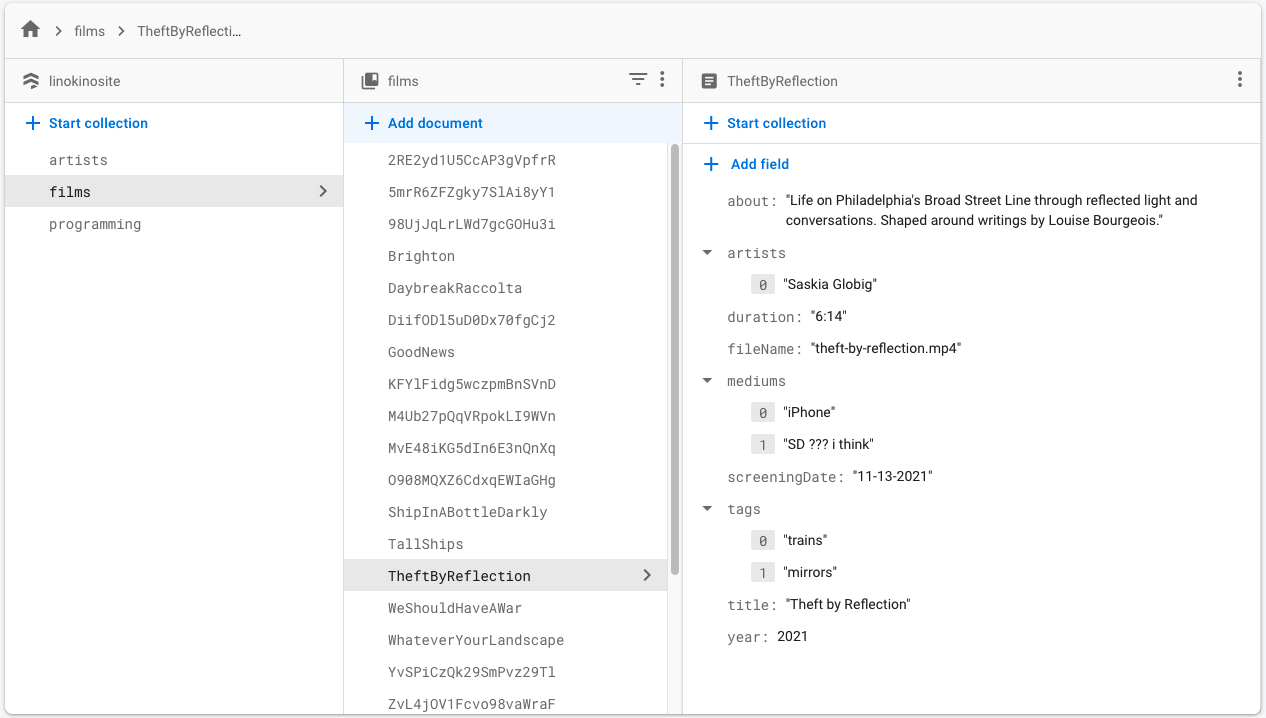 films TheftByReflecti…
linokinosite
Start collection
artists
films
programming
films
Add document
2RE2yd1U5CcAP3gVpfrR
5mrR6ZFZgky7SlAi8yY1
98UjJqLrLWd7gcGOHu3i
Brighton
DaybreakRaccolta
DiifODl5uD0Dx70fgCj2
GoodNews
KFYlFidg5wczpmBnSVnD
M4Ub27pQqVRpokLI9WVn
MvE48iKG5dIn6E3nQnXq
O908MQXZ6CdxqEWIaGHg
ShipInABottleDarkly
TallShips
TheftByReflection
WeShouldHaveAWar
WhateverYourLandscape
YvSPiCzQk29SmPvz29Tl
ZvL4jOV1Fcvo98vaWraF
TheftByReflection
Start collection
Add field
about: "Life on Philadelphia's Broad Street Line through reflected light and
conversations. Shaped around writings by Louise Bourgeois."
artists
0 "Saskia Globig"
duration: "6:14"
fileName: "theft-by-reflection.mp4"
mediums
0 "iPhone"
1 "SD ??? i think"
screeningDate: "11-13-2021"
tags
0 "trains"
1 "mirrors"
title: "Theft by Reflection"
year: 2021